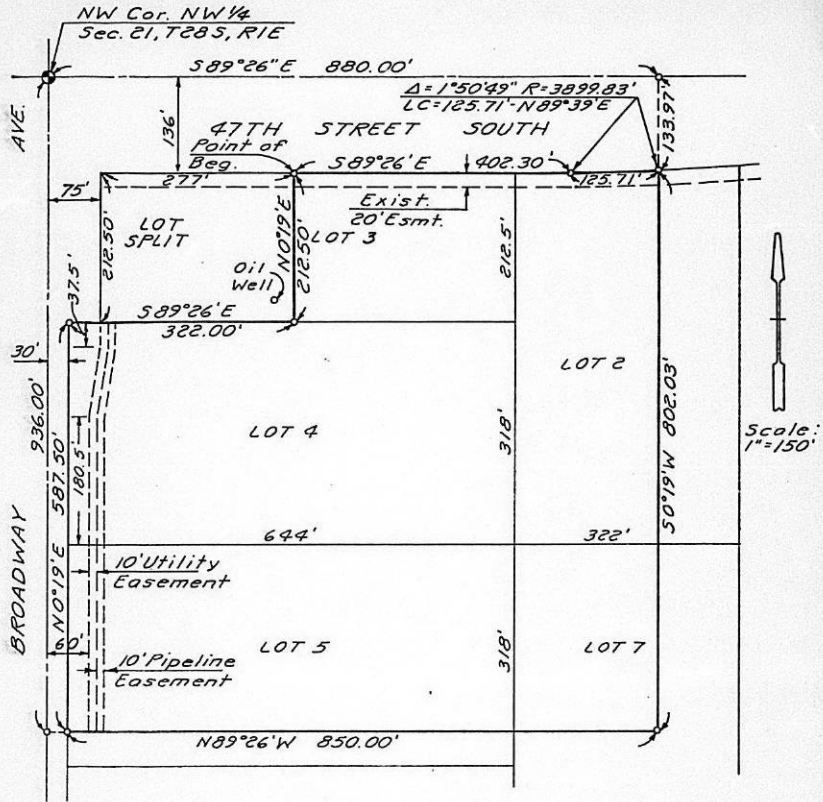 NW Cor. NW 1/4
Sec. 21, T28S, R1E
S89°26"E 880.00'
Δ=1°50'49" R=3899.83'
LC=125.71'-N89°39'E
133.97'
AVE.
136'
47TH STREET SOUTH
Point of
Beg.
S89°26'E 402.30'
277'
125.71'
75'
Exist.
20'Esmt.
LOT
SPLIT
212.50'
N0°19'E
212.50'
LOT 3
212.5'
Oil
Well
37.5'
S89°26'E
322.00'
30'
LOT 2
936.00'
587.50'
N0°19'E
180.5'
LOT 4
318'
S0°19'W 802.03'
Scale:
1"=150'
644'
322'
BROADWAY
10'Utility
Easement
60'
LOT 5
318'
LOT 7
10'Pipeline
Easement
N89°26'W 850.00'